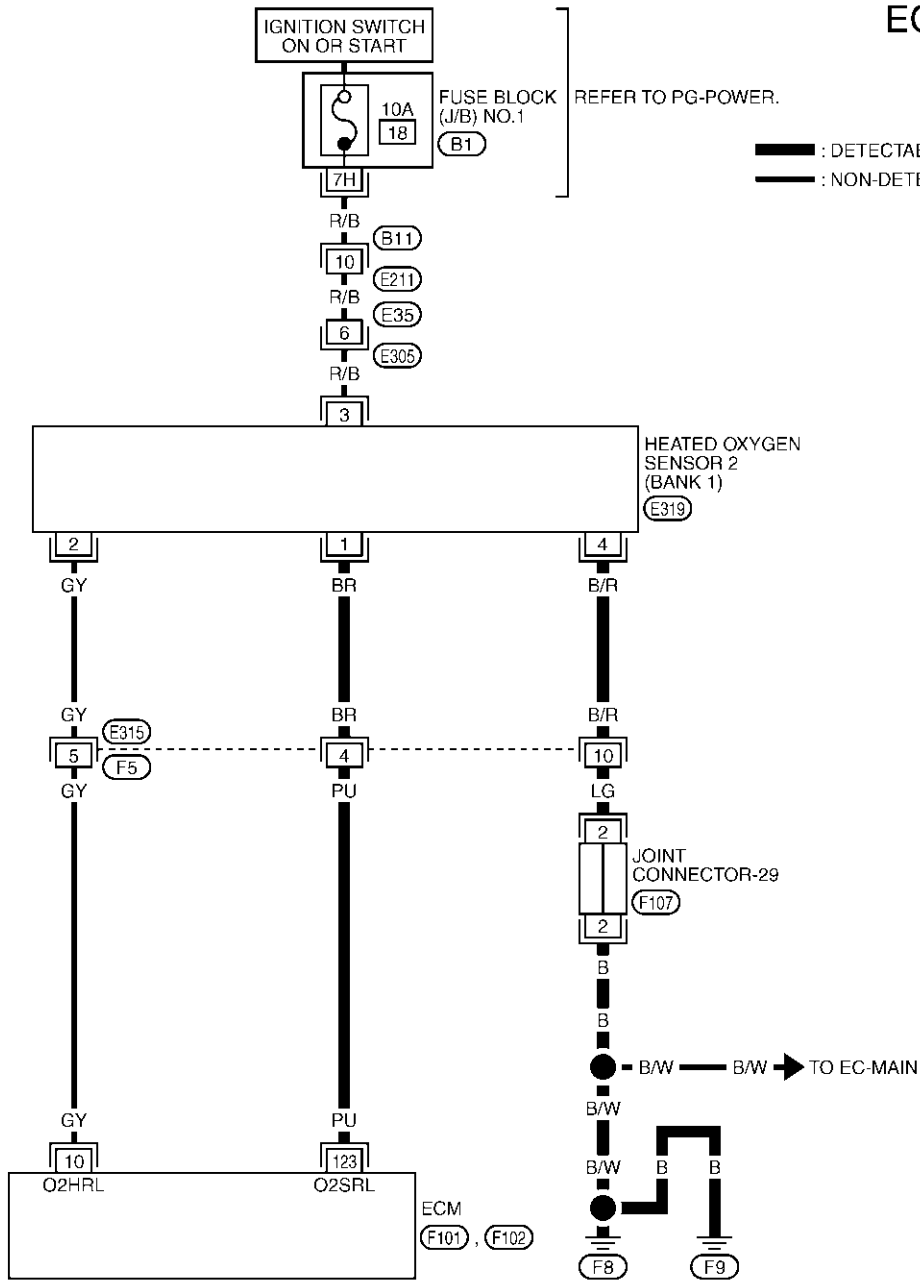 EC
IGNITION SWITCH
ON OR START
FUSE BLOCK
(J/B) NO.1
B1
10A
18
REFER TO PG-POWER.
7H
: DETECTAB
: NON-DETE
R/B
B11
10
E211
R/B
E35
6
E305
R/B
3
HEATED OXYGEN
SENSOR 2
(BANK 1)
E319
2
1
4
GY
BR
B/R
GY
BR
B/R
E315
5
4
10
F5
GY
PU
LG
2
JOINT
CONNECTOR-29
F107
2
B
B
B/W
B/W
TO EC-MAIN
B/W
GY
PU
B/W
B
B
10
123
O2HRL
O2SRL
ECM
F101 , F102
F8
F9